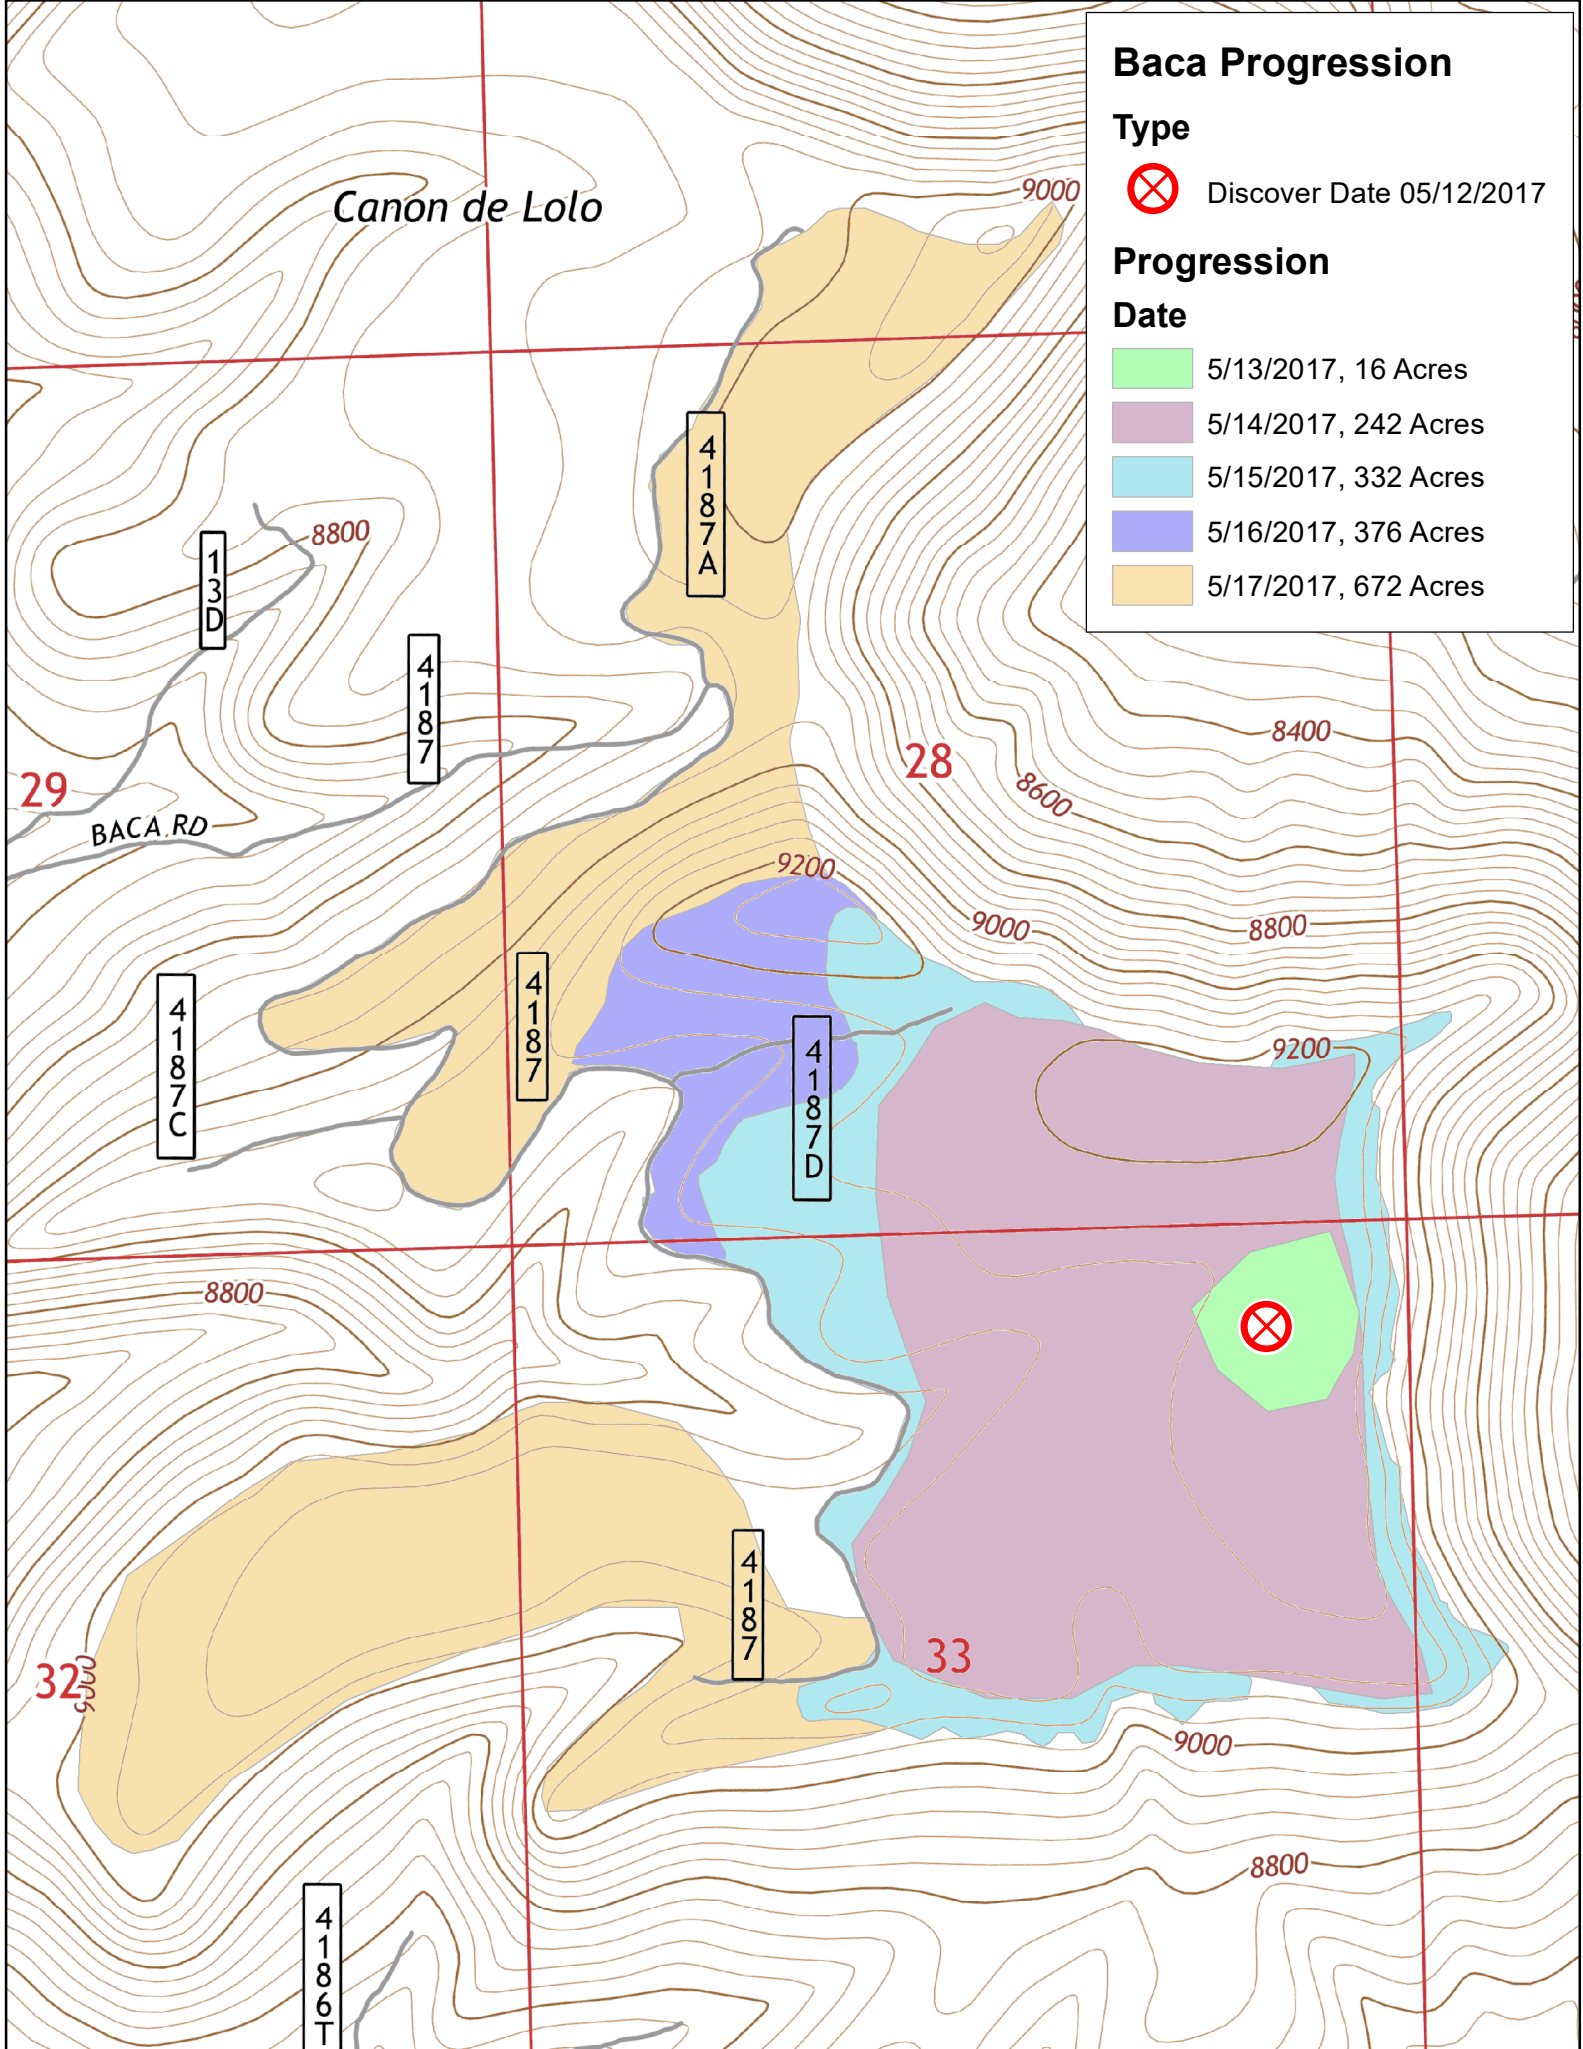 Baca Progression
Type
Discover Date 05/12/2017
Progression
Date
5/13/2017, 16 Acres
5/14/2017, 242 Acres
5/15/2017, 332 Acres
5/16/2017, 376 Acres
5/17/2017, 672 Acres
9000
Canon de Lolo
4187A
8800
13D
4187
8400
28
29
8600
BACA RD
9200
9000
8800
4187
4187C
4187D
9200
8800
4187
33
32
9000
9000
8800
4186T